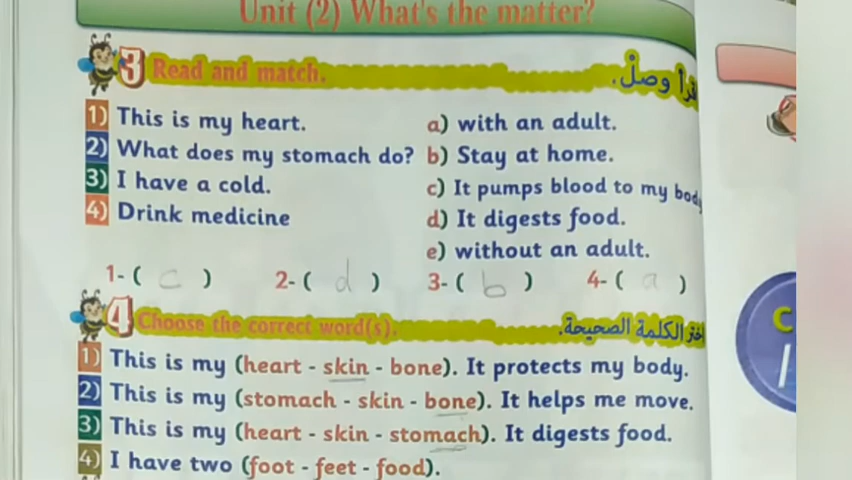 Unit (2) What's the matter?
3 Read and match. اقرأ وصلْ.
1) This is my heart. a) with an adult.
2) What does my stomach do? b) Stay at home.
3) I have a cold. c) It pumps blood to my body
4) Drink medicine d) It digests food.
e) without an adult.
1- ( c ) 2- ( d ) 3- ( b ) 4- ( a )
4 Choose the correct word(s). اختر الكلمة الصحيحة.
1) This is my (heart - skin - bone). It protects my body.
2) This is my (stomach - skin - bone). It helps me move.
3) This is my (heart - skin - stomach). It digests food.
4) I have two (foot - feet - food).
C